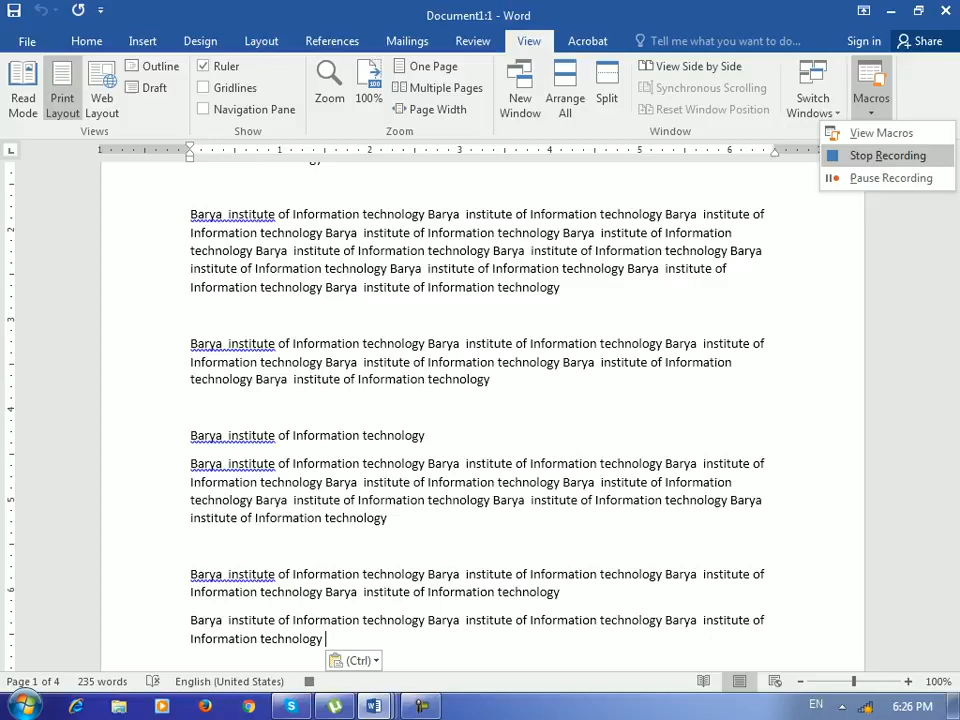 Document1:1 - Word
File Home Insert Design Layout References Mailings Review View Acrobat Tell me what you want to do... Sign in Share
Read Mode
Print Layout
Web Layout
Outline
Draft
Views
Ruler
Gridlines
Navigation Pane
Show
Zoom
100%
One Page
Multiple Pages
Page Width
Zoom
New Window
Arrange All
Split
View Side by Side
Synchronous Scrolling
Reset Window Position
Window
Switch Windows
Macros
View Macros
Stop Recording
Pause Recording
L 1 1 2 3 4 5 6
Barya institute of Information technology Barya institute of Information technology Barya institute of
Information technology Barya institute of Information technology Barya institute of Information
technology Barya institute of Information technology Barya institute of Information technology Barya
institute of Information technology Barya institute of Information technology Barya institute of
Information technology Barya institute of Information technology
Barya institute of Information technology Barya institute of Information technology Barya institute of
Information technology Barya institute of Information technology Barya institute of Information
technology Barya institute of Information technology
Barya institute of Information technology
Barya institute of Information technology Barya institute of Information technology Barya institute of
Information technology Barya institute of Information technology Barya institute of Information
technology Barya institute of Information technology Barya institute of Information technology Barya
institute of Information technology
Barya institute of Information technology Barya institute of Information technology Barya institute of
Information technology Barya institute of Information technology
Barya institute of Information technology Barya institute of Information technology Barya institute of
Information technology
(Ctrl)
2
3
4
5
6
Page 1 of 4 235 words English (United States) 100%
EN 6:26 PM